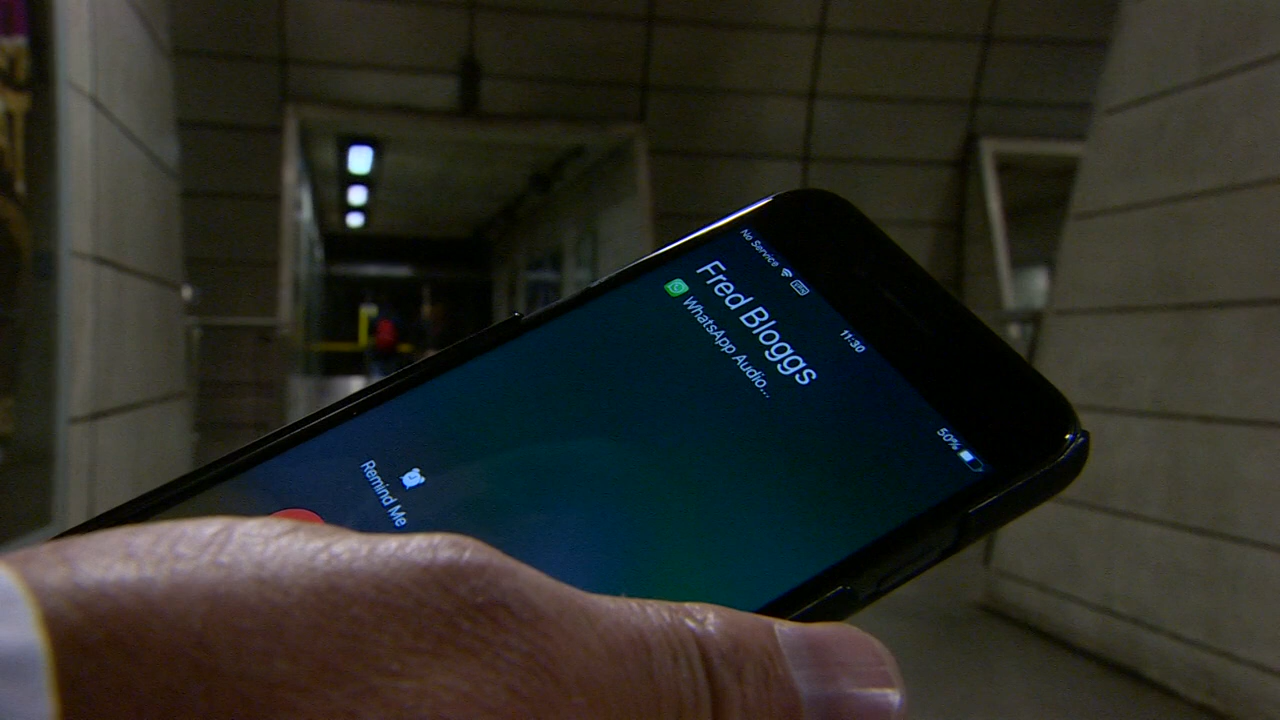 No Service
11:30
50%
Fred Bloggs
WhatsApp Audio...
Remind Me